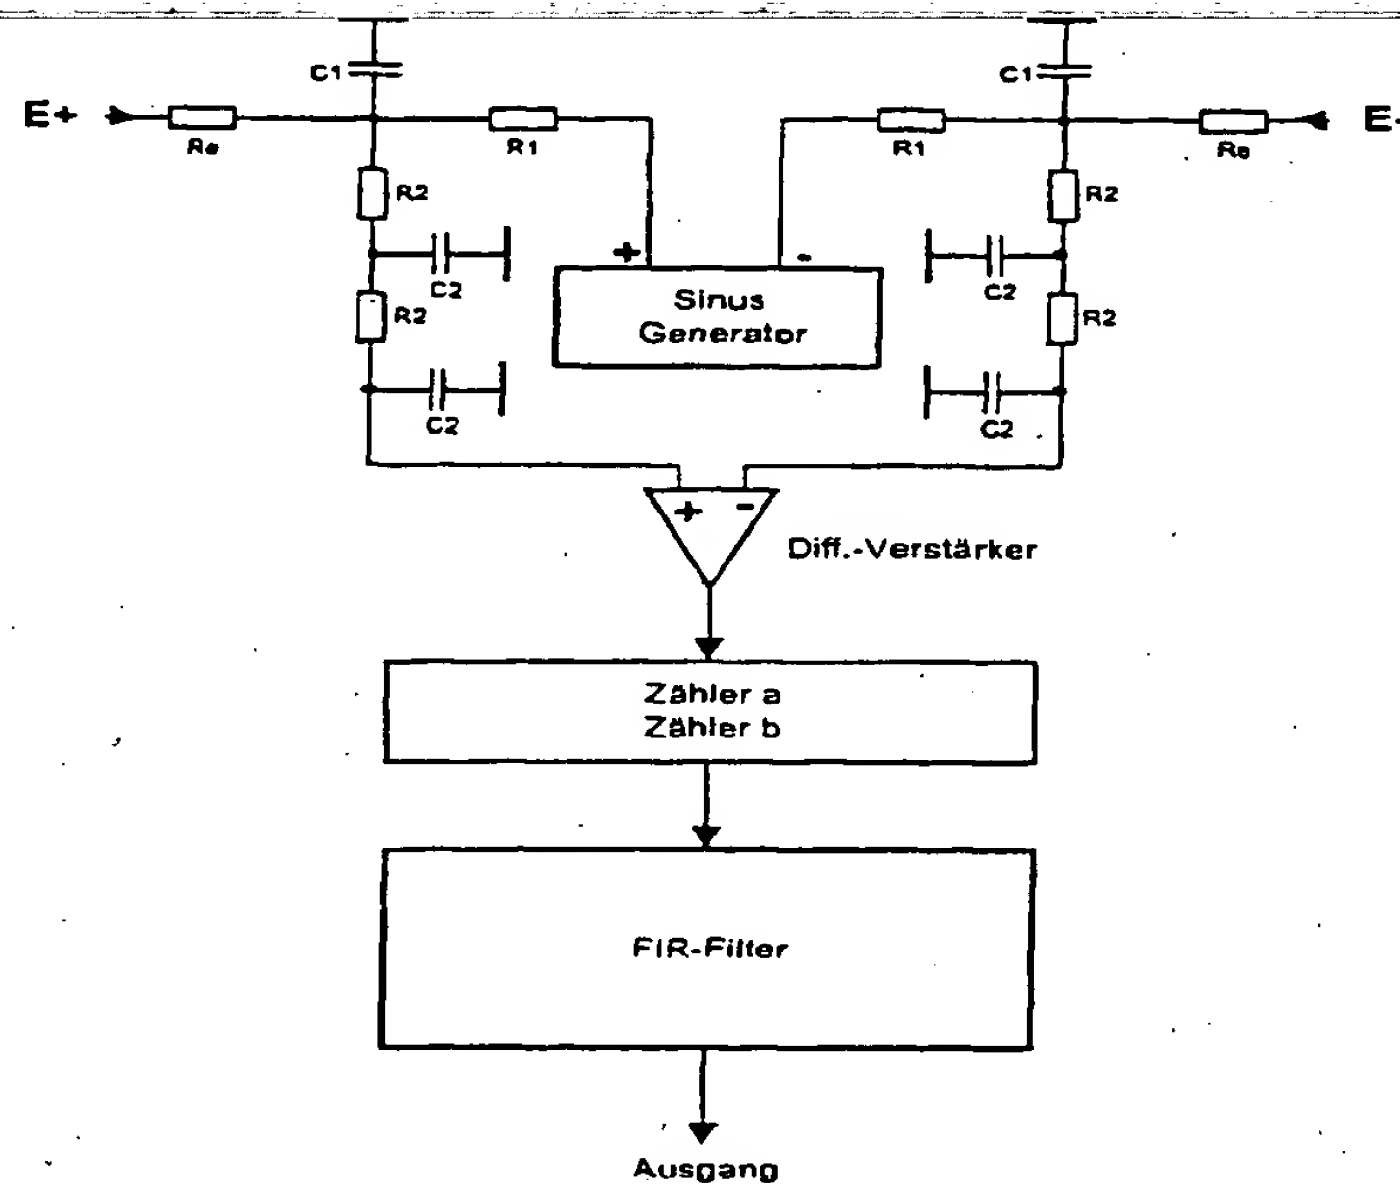 C1
C1
E+
E-
Re
R1
R1
Re
R2
R2
+
-
C2
C2
Sinus
Generator
R2
R2
C2
C2
+ -
Diff.-Verstärker
Zähler a
Zähler b
FIR-Filter
Ausgang